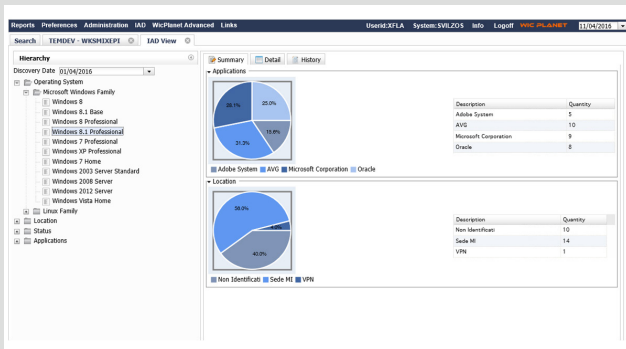 Reports Preferences Administration IAD WicPlanet Advanced Links Userid:XFLA System:SVILZOS Info Logoff WIC PLANET 11/04/2016
Search TEMDEV - WKSMIXEPI IAD View
Hierarchy
Discovery Date 01/04/2016
Operating System
Microsoft Windows Family
Windows 8
Windows 8.1 Base
Windows 8 Professional
Windows 8.1 Professional
Windows 7 Professional
Windows XP Professional
Windows 7 Home
Windows 2003 Server Standard
Windows 2008 Server
Windows 2012 Server
Windows Vista Home
Linux Family
Location
Status
Applications
Summary Detail History
Applications
28.1% 25.0%
15.6%
31.3%
Adobe System AVG Microsoft Corporation Oracle
Description Quantity
Adobe System 5
AVG 10
Microsoft Corporation 9
Oracle 8
Location
56.0%
40.0%
Non Identificati Sede MI VPN
Description Quantity
Non Identificati 10
Sede MI 14
VPN 1